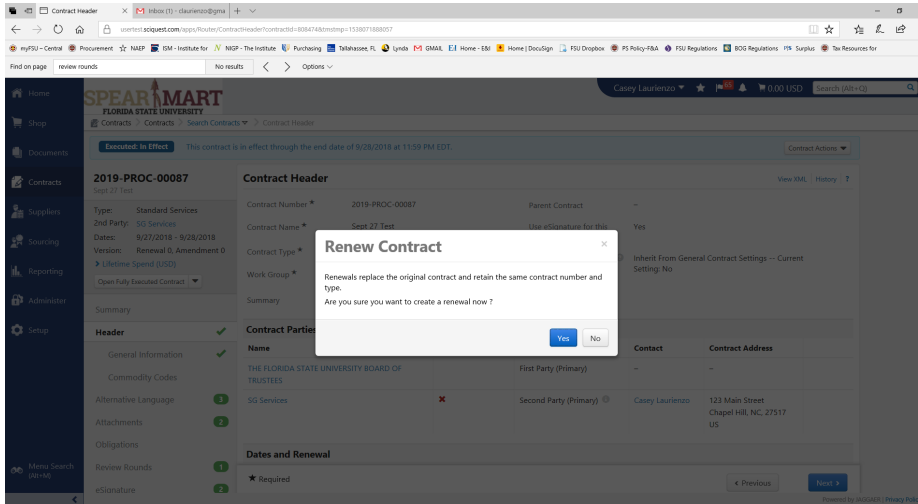 Contract Header
Inbox (1) - claurienzo@gma
usertest.sciquest.com/apps/Router/ContractHeader?contractId=808474&tmstmp=1538071888057
my FSU – Central
Procurement
NAEP
ISM - Institute for
NIGP - The Institute
Purchasing
Tallahassee, FL
Lynda
GMAIL
Home - E&I
Home | DocuSign
FSU Dropbox
PS Policy-F&A
FSU Regulations
BOG Regulations
Surplus
Tax Resources for
Find on page
review rounds
No results
Options
Home
SPEAR MART
FLORIDA STATE UNIVERSITY
Casey Laurienzo
0.00 USD
Search (Alt+Q)
Shop
Contracts > Contracts > Search Contracts > Contract Header
Documents
Executed: In Effect
This contract is in effect through the end date of 9/28/2018 at 11:59 PM EDT.
Contract Actions
Contracts
2019-PROC-00087
Sept 27 Test
Contract Header
View XML
History
?
Suppliers
Type: Standard Services
2nd Party: SG Services
Dates: 9/27/2018 - 9/28/2018
Version: Renewal 0, Amendment 0
Lifetime Spend (USD)
Open Fully Executed Contract
Contract Number *
2019-PROC-00087
Parent Contract
–
Contract Name *
Sept 27 Test
Use eSignature for this
Yes
Contract Type *
Inherit From General Contract Settings -- Current Setting: No
Work Group *
Summary
Sourcing
Reporting
Administer
Setup
Renew Contract
×
Renewals replace the original contract and retain the same contract number and
type.
Are you sure you want to create a renewal now ?
Yes
No
Summary
Header
General Information
Commodity Codes
Alternative Language
3
Attachments
2
Obligations
Review Rounds
1
eSignature
2
Contract Parties
Name
Contact
Contract Address
THE FLORIDA STATE UNIVERSITY BOARD OF
TRUSTEES
First Party (Primary)
–
–
SG Services
Second Party (Primary)
Casey Laurienzo
123 Main Street
Chapel Hill, NC, 27517
US
Dates and Renewal
★ Required
Previous
Next
Menu Search
(Alt+M)
Powered by JAGGAER | Privacy Policy